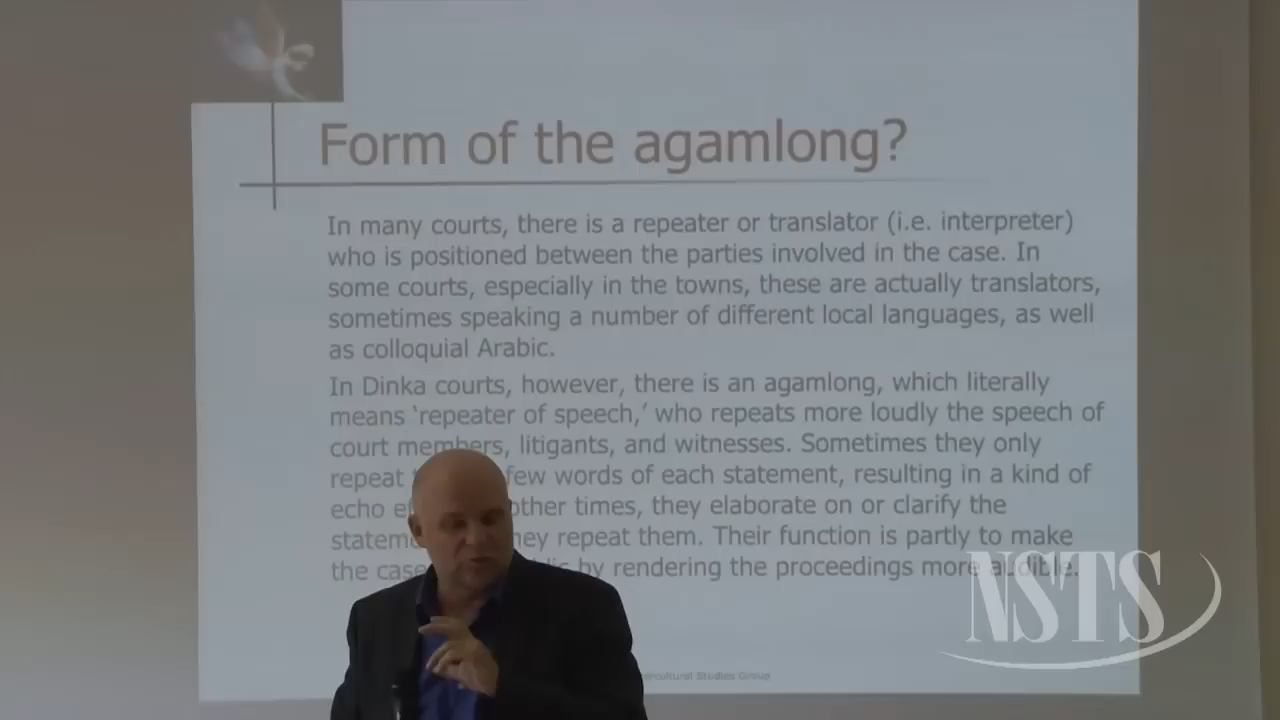 Form of the agamlong?
In many courts, there is a repeater or translator (i.e. interpreter)
who is positioned between the parties involved in the case. In
some courts, especially in the towns, these are actually translators,
sometimes speaking a number of different local languages, as well
as colloquial Arabic.
In Dinka courts, however, there is an agamlong, which literally
means ‘repeater of speech,’ who repeats more loudly the speech of
court members, litigants, and witnesses. Sometimes they only
repeat few words of each statement, resulting in a kind of
echo other times, they elaborate on or clarify the
they repeat them. Their function is partly to make
the case by rendering the proceedings more audible.
NSTS
Studies Group